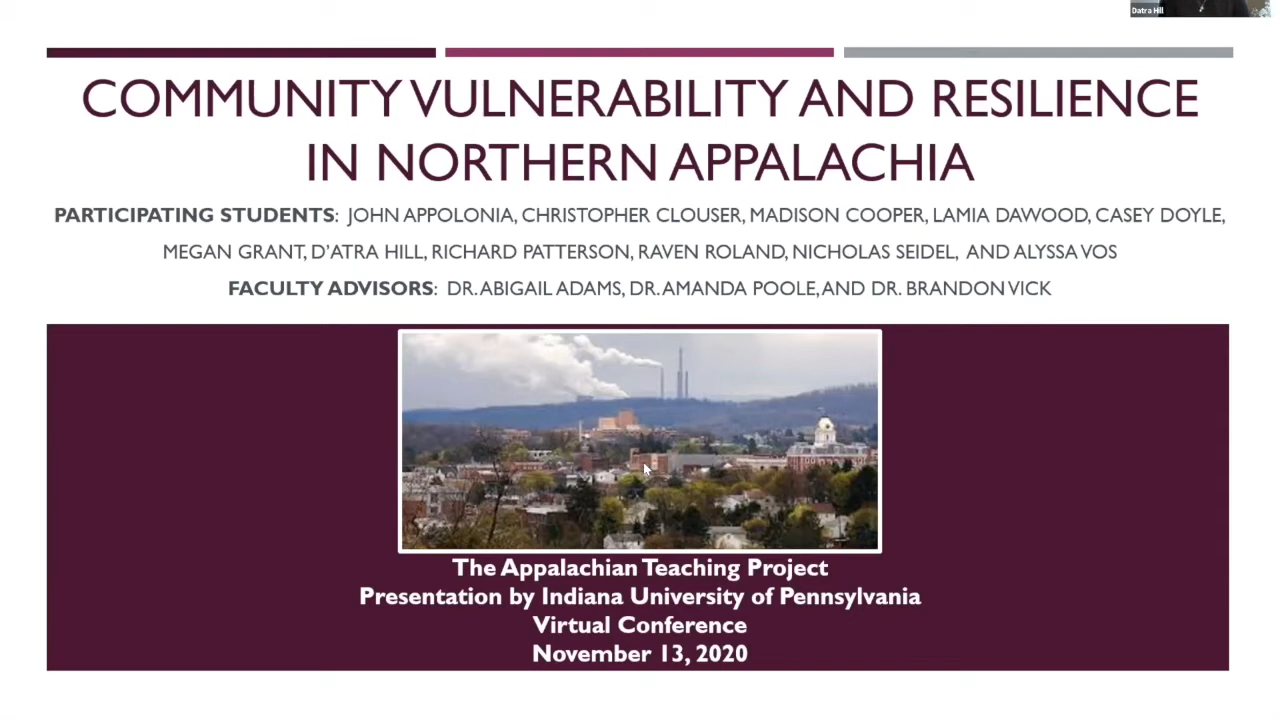 Datra Hill
COMMUNITY VULNERABILITY AND RESILIENCE
IN NORTHERN APPALACHIA
PARTICIPATING STUDENTS: JOHN APPOLONIA, CHRISTOPHER CLOUSER, MADISON COOPER, LAMIA DAWOOD, CASEY DOYLE,
MEGAN GRANT, D'ATRA HILL, RICHARD PATTERSON, RAVEN ROLAND, NICHOLAS SEIDEL, AND ALYSSA VOS
FACULTY ADVISORS: DR. ABIGAIL ADAMS, DR. AMANDA POOLE, AND DR. BRANDON VICK
The Appalachian Teaching Project
Presentation by Indiana University of Pennsylvania
Virtual Conference
November 13, 2020